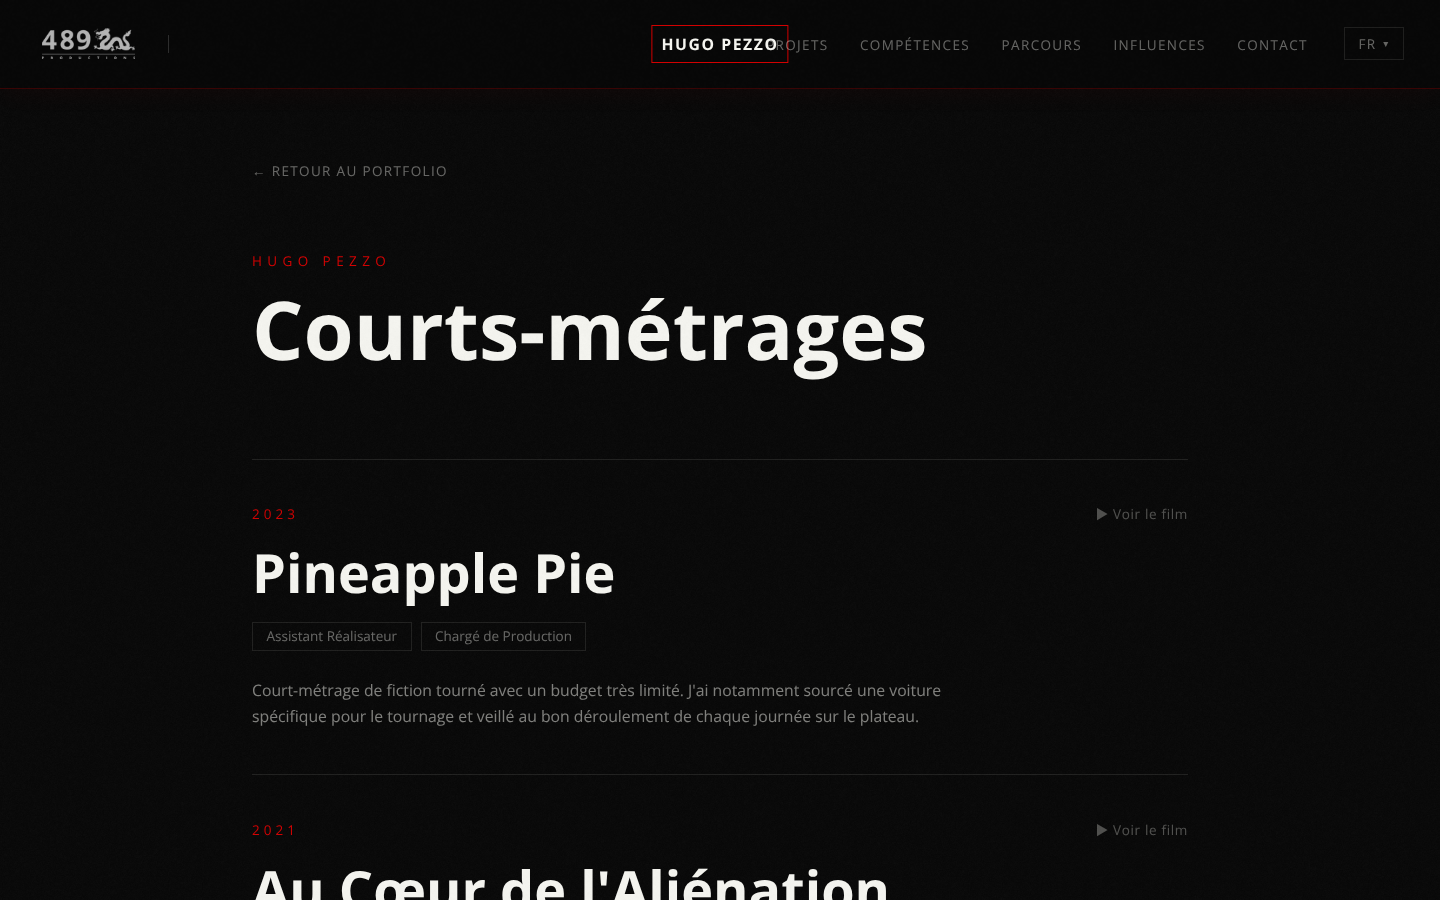 489
PRODUCTIONS
HUGO PEZZO
ROJETS
COMPÉTENCES
PARCOURS
INFLUENCES
CONTACT
FR ▾
← RETOUR AU PORTFOLIO
HUGO PEZZO
Courts-métrages
2023
▶ Voir le film
Pineapple Pie
Assistant Réalisateur
Chargé de Production
Court-métrage de fiction tourné avec un budget très limité. J'ai notamment sourcé une voiture
spécifique pour le tournage et veillé au bon déroulement de chaque journée sur le plateau.
2021
▶ Voir le film
Au Cœur de l'Aliénation